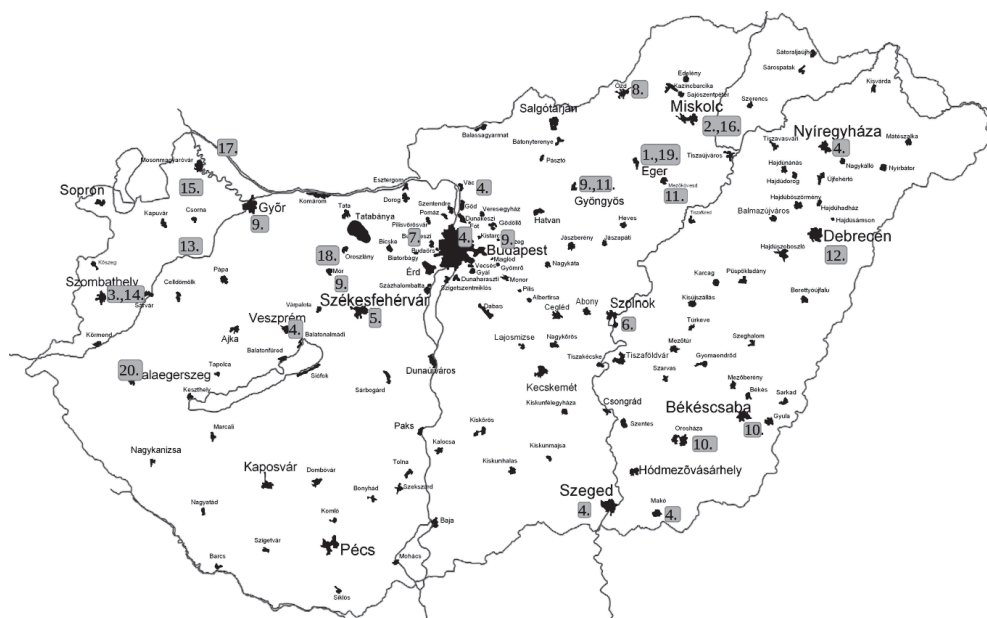 Sátoraljaújh
Sárospatak
Edelény
Kazincbarcika
Sajószentpéter
Ózd
8.
Kisvárda
Szerencs
Miskolc
2.,16.
Salgótarján
Balassagyarmat
Bátonyterenye
Pásztó
Nyíregyháza
4.
Mátészalka
Tiszavasvári
Nagykálló
Nyírbátor
Tiszaújváros
1.,19.
Eger
Mezőkövesd
11.
Hajdúnánás
Hajdúdorog
Újfehértó
Hajdúböszörmény
Hajdúhadház
Balmazújváros
Hajdúsámson
Tiszafüred
Debrecen
12.
Hajdúszoboszló
17.
Mosonmagyaróvár
15.
Sopron
Kapuvár
Csorna
Győr
9.
13.
Esztergom
Dorog
Komárom
Tata
Tatabánya
Vác
4.
Göd
Szentendre
Dunakeszi
Veresegyház
Pomáz
Fót
Gödöllő
Pilisvörösvár
7.
Budakeszi
Kistarc
9.
zeg
Bicske
Budaörs
Biatorbágy
4.
Budapest
Maglód
Vecsés
Gyömrő
Gyál
Érd
Dunaharaszti
Monor
Százhalombatta
Szigetszentmiklós
Pilis
9.,11.
Gyöngyös
Hatvan
Heves
Jászberény
Jászapáti
Nagykáta
18.
Oroszlány
Mór
9.
Kőszeg
Szombathely
3.,14.
Sárvár
Celldömölk
Pápa
Körmend
Várpalota
Székesfehérvár
5.
Veszprém
4.
Balatonalmádi
Ajka
Balatonfüred
Tapolca
Siófok
20.
alaegerszeg
Keszthely
Dabas
Albertirsa
Cegléd
Abony
Szolnok
6.
Lajosmizse
Nagykőrös
Karcag
Püspökladány
Kisújszállás
Berettyóújfalu
Túrkeve
Mezőtúr
Szeghalom
Tiszakécske
Tiszaföldvár
Gyomaendrőd
Szarvas
Mezőberény
Békés
Sarkad
Dunaújváros
Sárbogárd
Kecskemét
Kiskunfélegyháza
Csongrád
Szentes
Békéscsaba
10.
Gyula
Orosháza
10.
Marcali
Nagykanizsa
Paks
Kiskőrös
Kalocsa
Kiskunmajsa
Kiskunhalas
Hódmezővásárhely
Kaposvár
Dombóvár
Tolna
Szekszárd
Bonyhád
Nagyatád
Komló
Szigetvár
Baja
Szeged
4.
Makó
4.
Barcs
Pécs
Mohács
Siklós